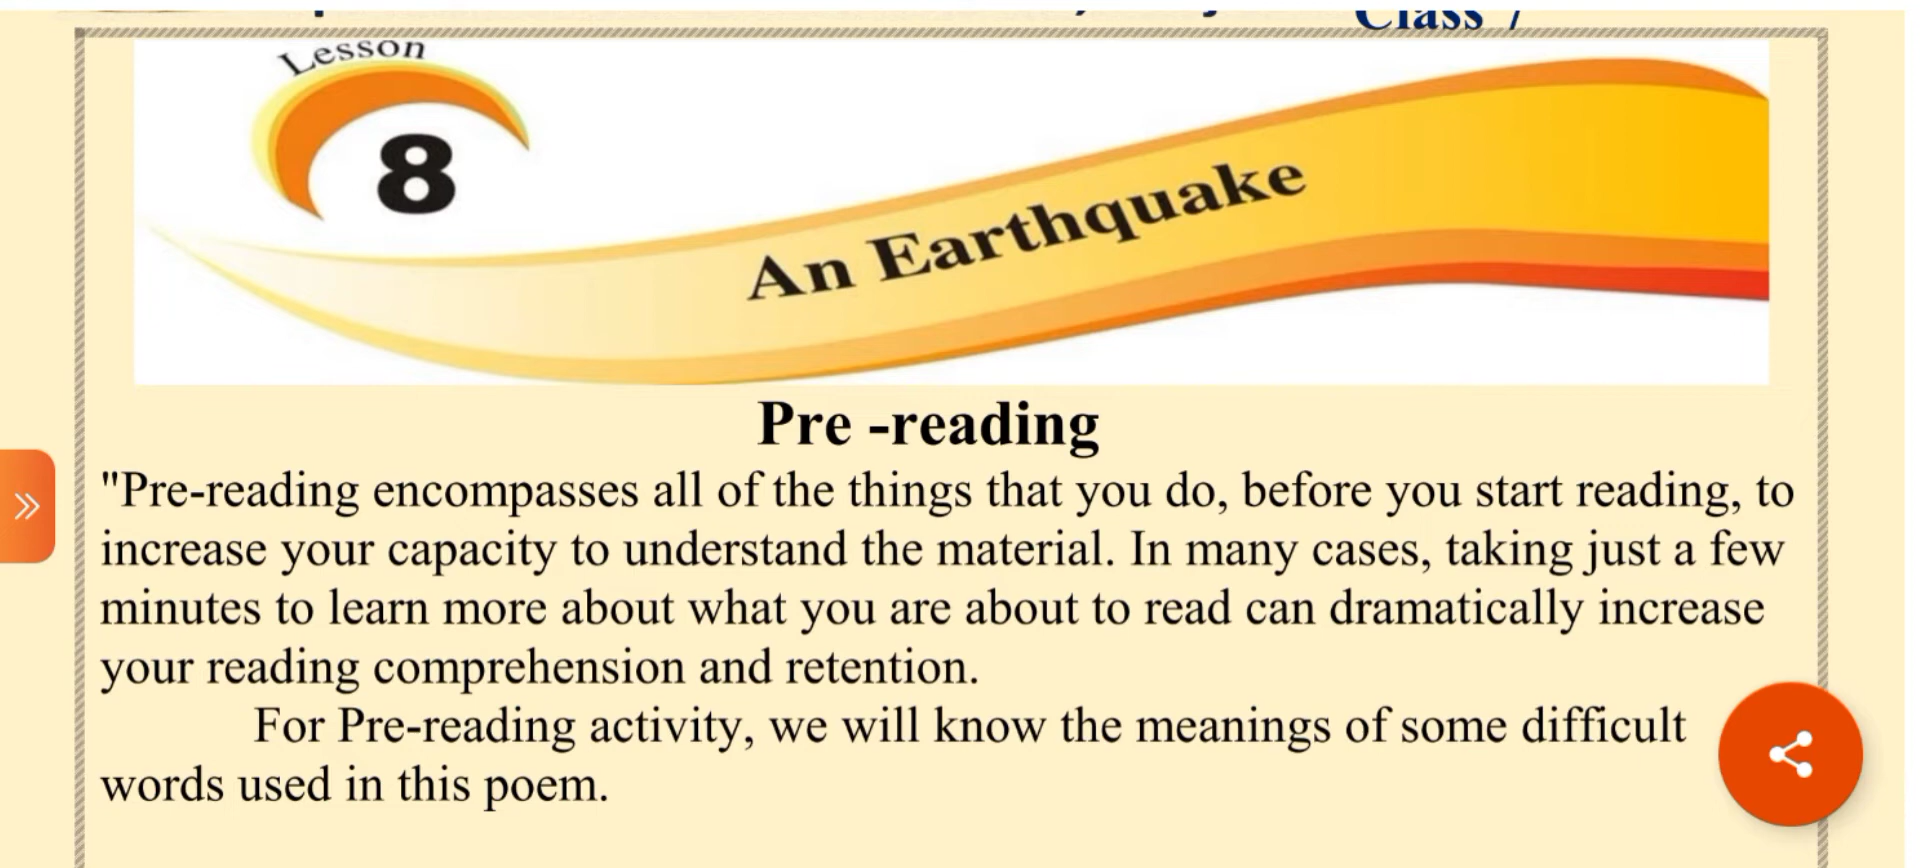 Class 7
Lesson
8
An Earthquake
Pre -reading
"Pre-reading encompasses all of the things that you do, before you start reading, to
increase your capacity to understand the material. In many cases, taking just a few
minutes to learn more about what you are about to read can dramatically increase
your reading comprehension and retention.
For Pre-reading activity, we will know the meanings of some difficult
words used in this poem.